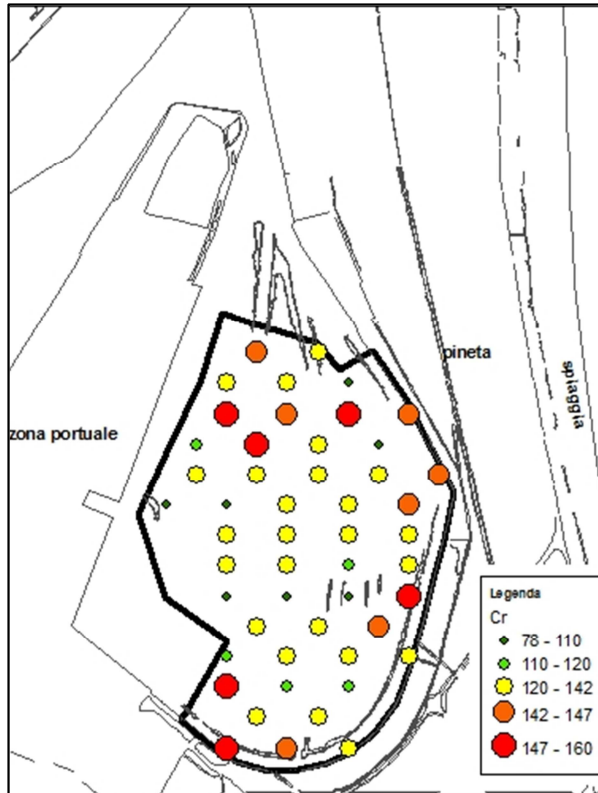 pineta
spiaggia
zona portuale
Legenda
Cr
78 - 110
110 - 120
120 - 142
142 - 147
147 - 160